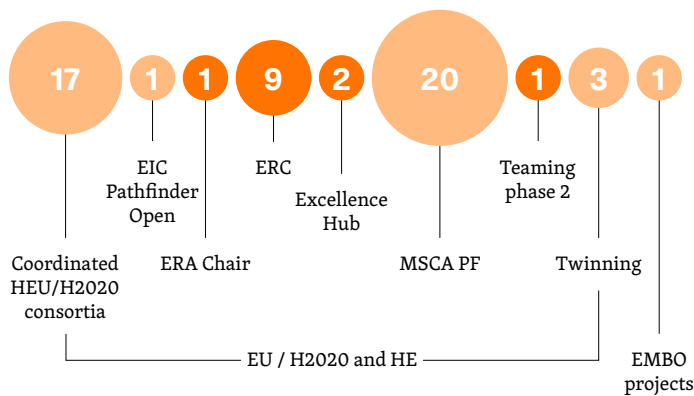 17
1
1
9
2
20
1
3
1
EIC
Pathfinder
Open
ERC
Excellence
Hub
Teaming
phase 2
Coordinated
HEU/H2020
consortia
ERA Chair
MSCA PF
Twinning
EU / H2020 and HE
EMBO
projects